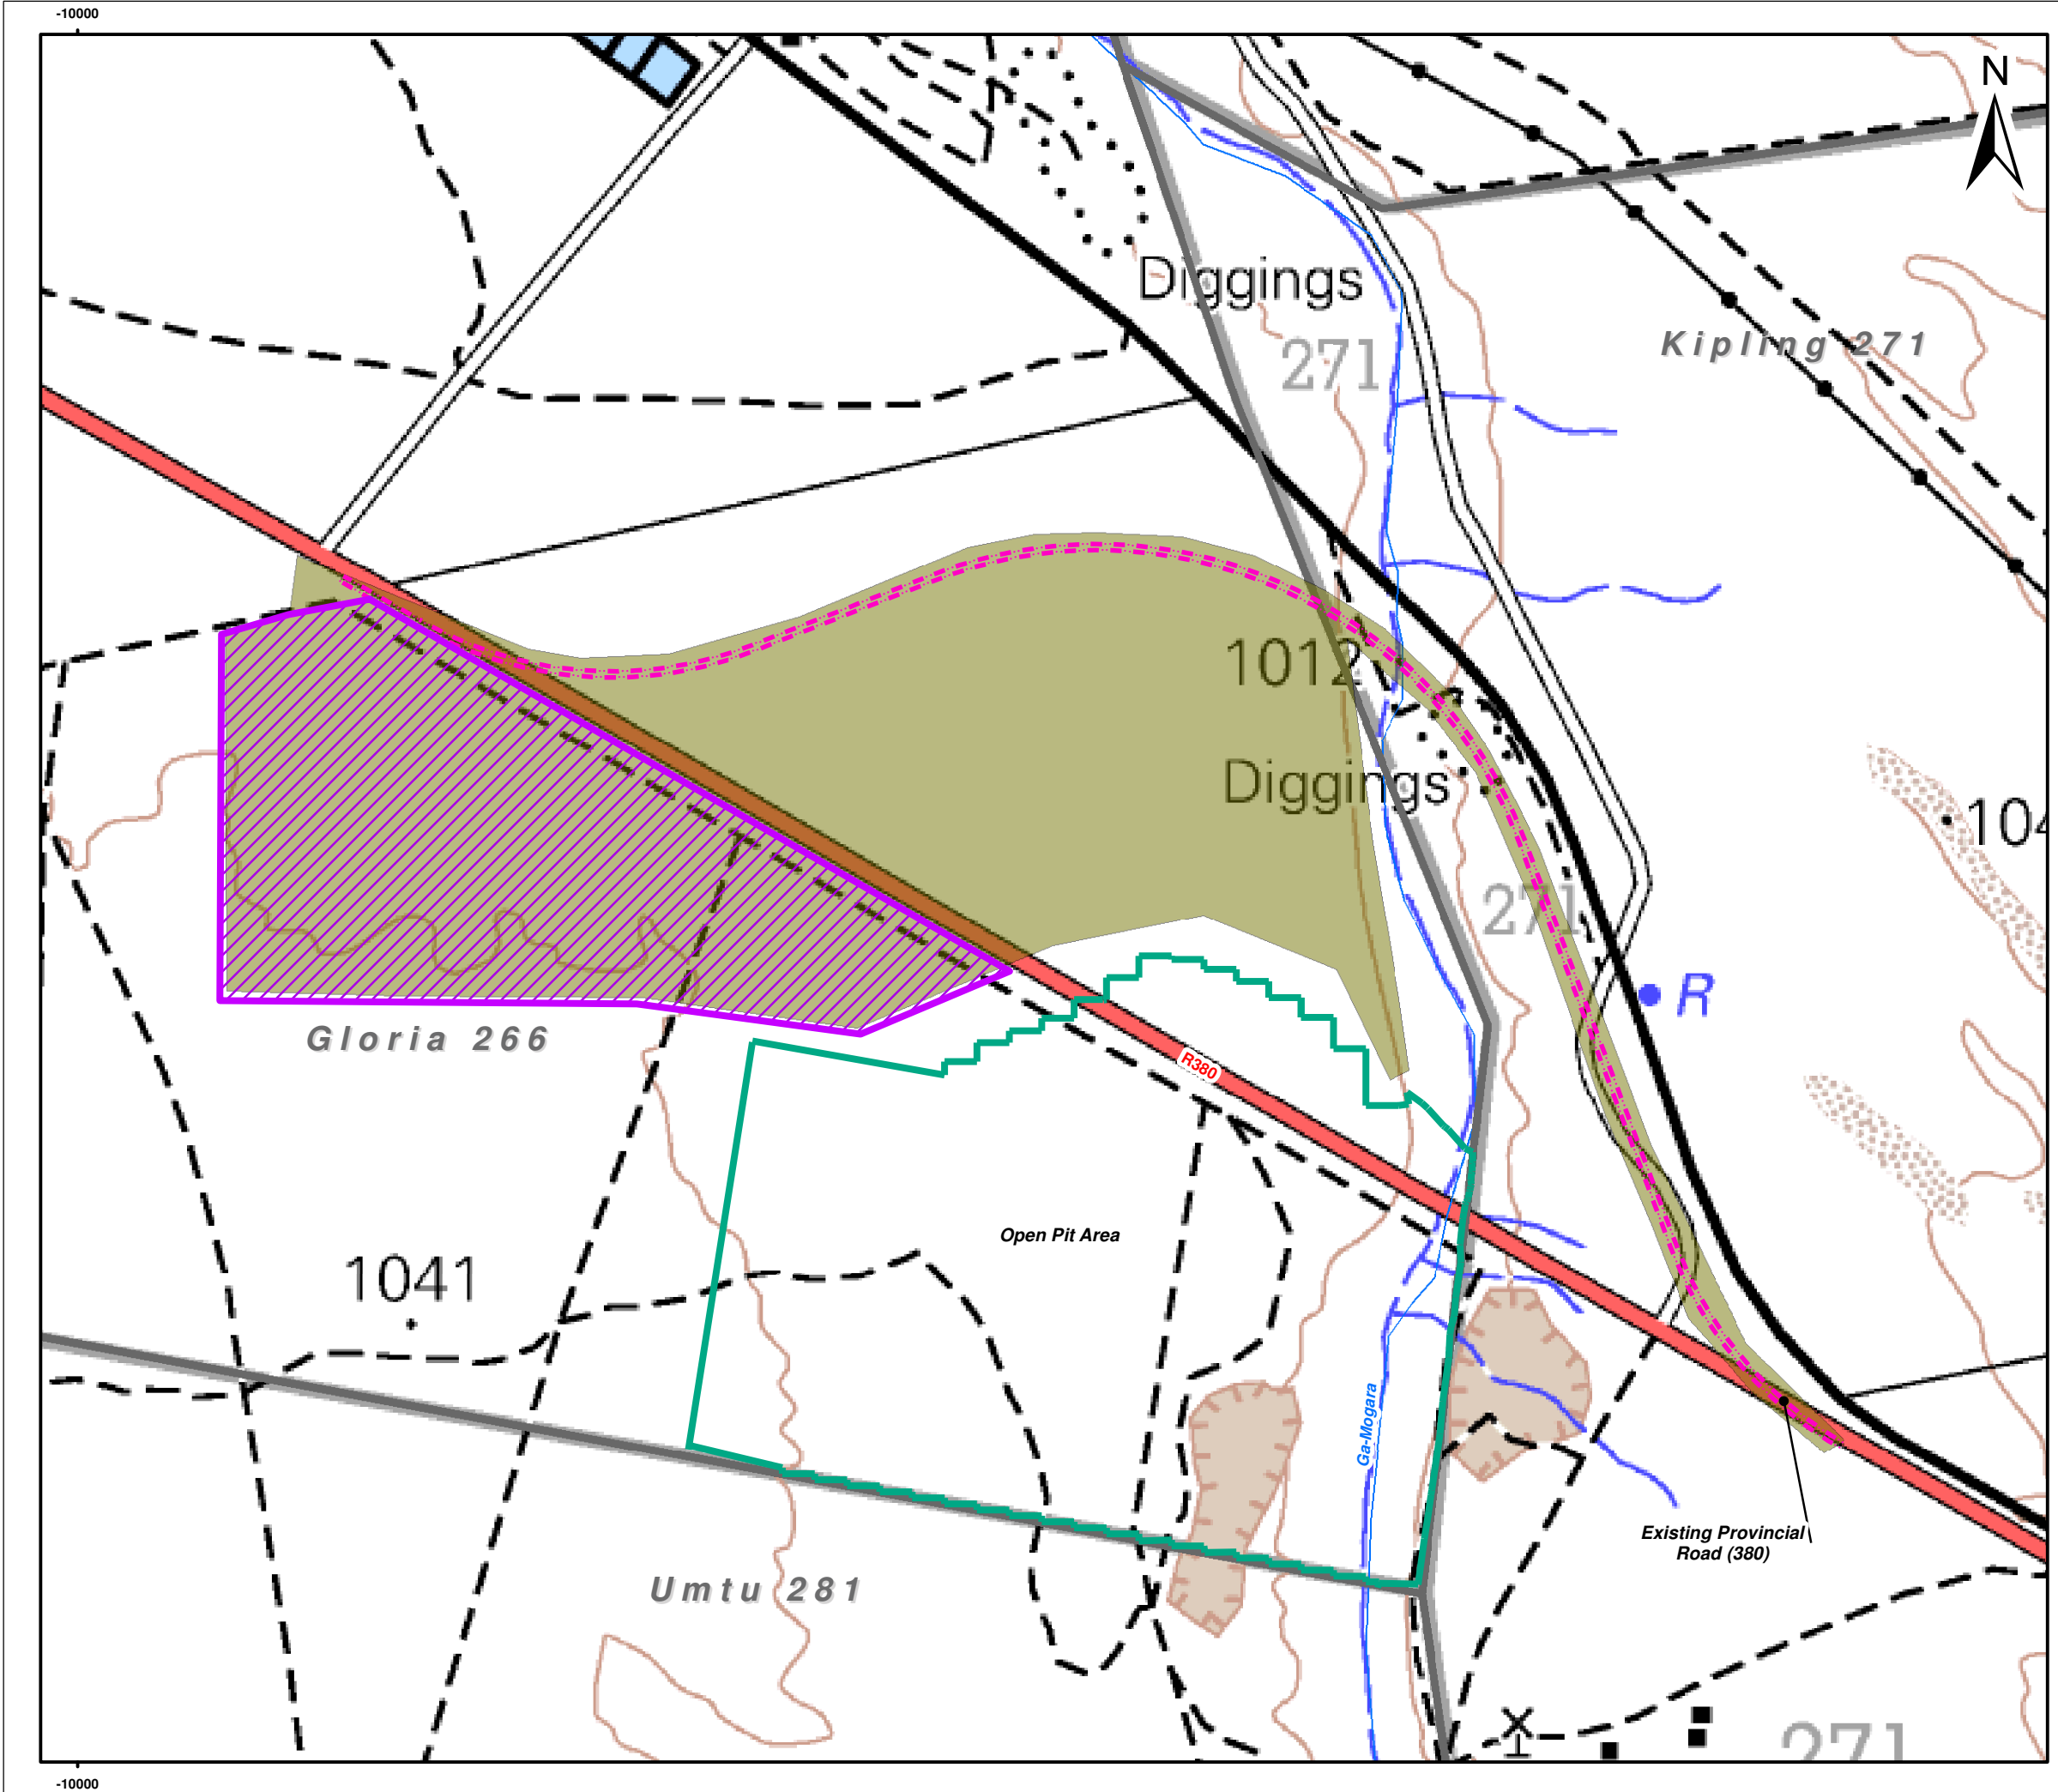 -10000
N
Diggings
271
Kipling 271
1012
Diggings
104
271
R
Gloria 266
R380
Open Pit Area
1041
Ga-Mogara
Existing Provincial
Road (380)
Umtu 281
271
-10000